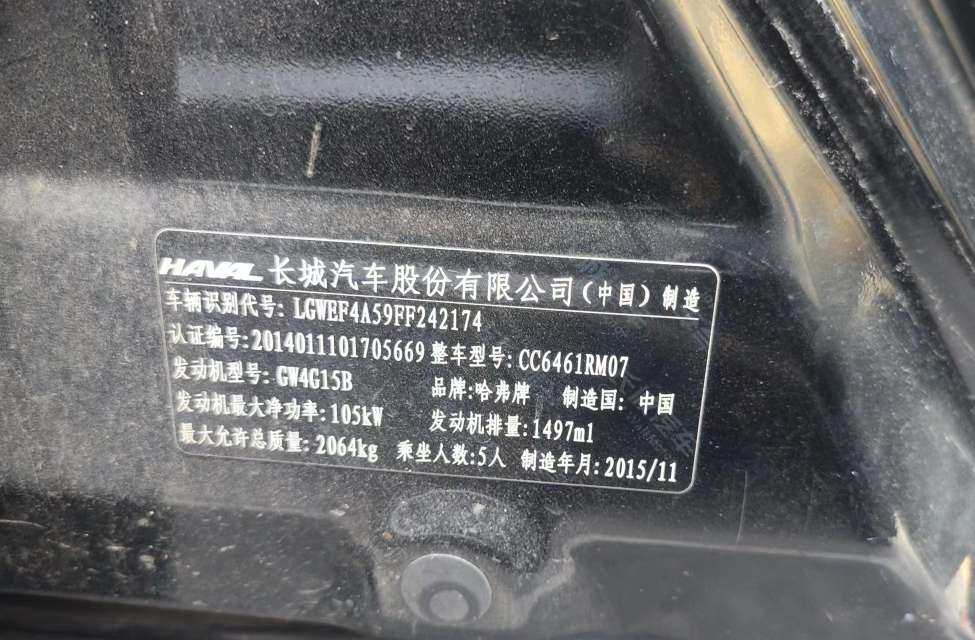 HAVAL 长城汽车股份有限公司(中国)制造
车辆识别代号: LGWEF4A59FF242174
认证编号:2014011101705669 整车型号:CC6461RM07
发动机型号: GW4G15B 品牌:哈弗牌 制造国: 中国
发动机最大净功率:105kW 发动机排量:1497ml
最大允许总质量: 2064kg 乘坐人数:5人 制造年月:2015/11